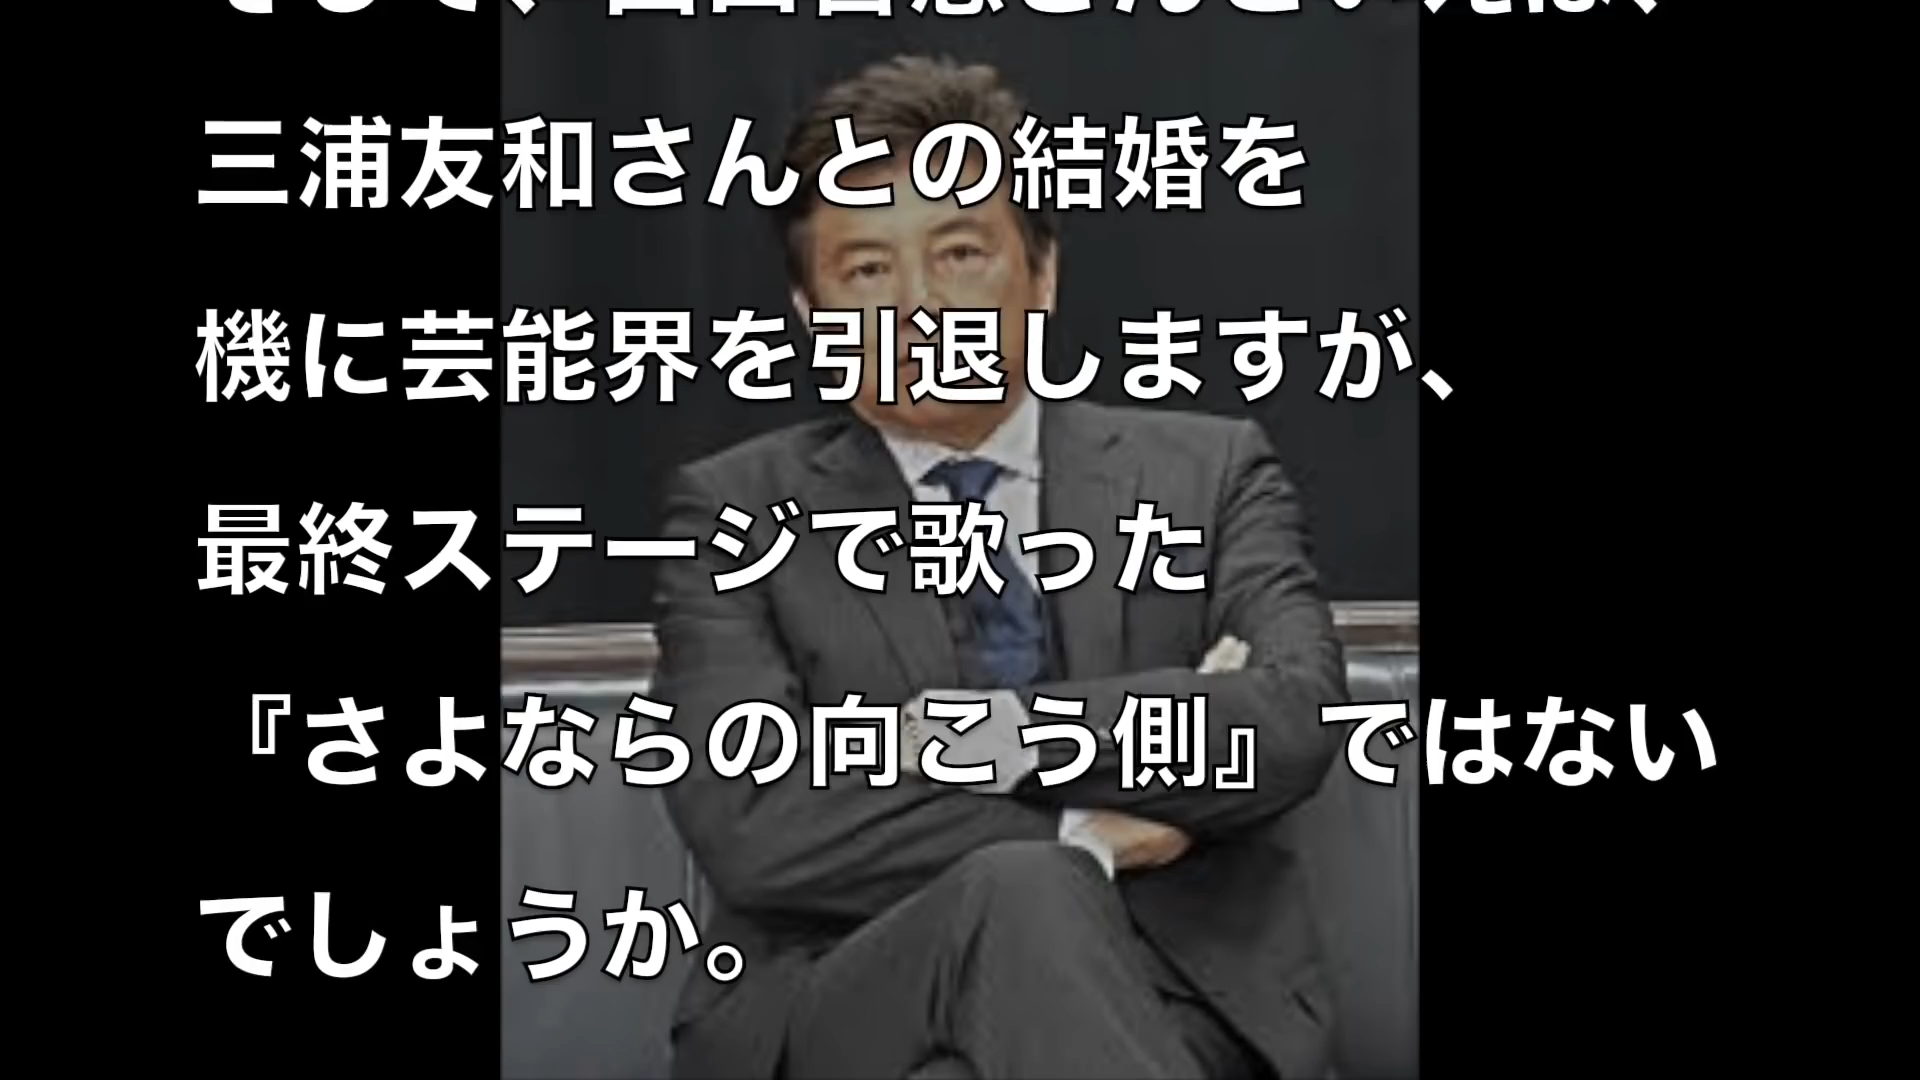 三浦友和さんとの結婚を
機に芸能界を引退しますが、
最終ステージで歌った
『さよならの向こう側』ではない
でしょうか。